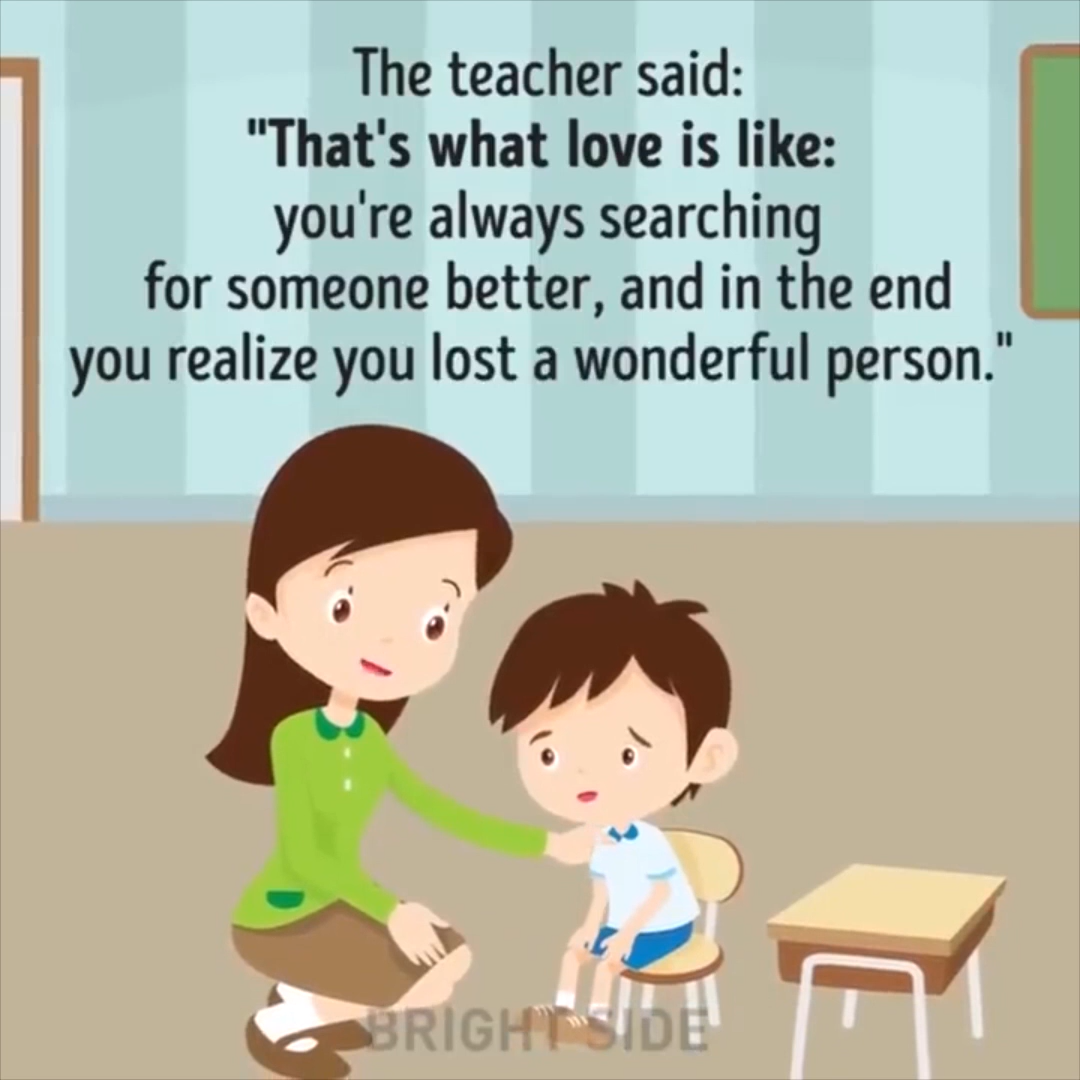 The teacher said:
"That's what love is like:
you're always searching
for someone better, and in the end
you realize you lost a wonderful person."
BRIGHT SIDE